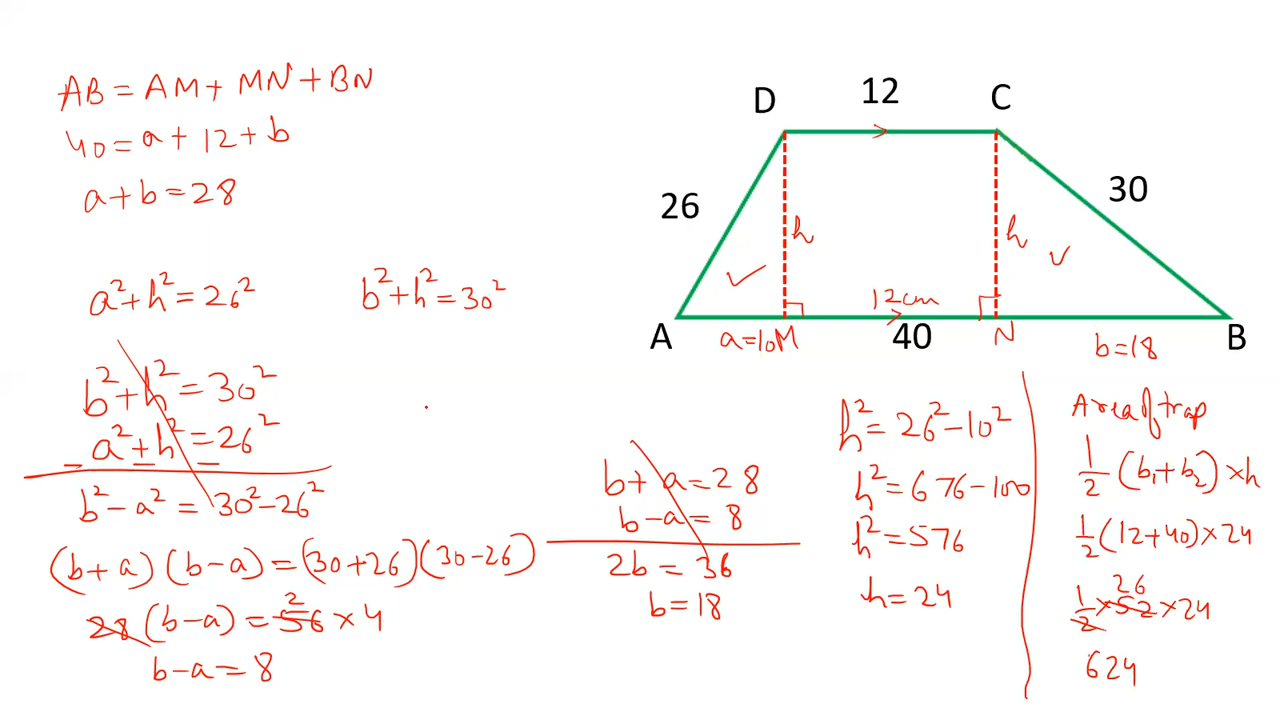 AB = AM + MN + BN
40 = a + 12 + b
a + b = 28
a² + h² = 26²
b² + h² = 30²
b² + h² = 30²
a² + h² = 26²
− − −
b² − a² = 30² − 26²
(b + a) (b − a) = (30 + 26) (30 − 26)
2
28 (b − a) = 56 × 4
b − a = 8
D 12 C
26 h h 30
12cm
A a = 10 M 40 N b = 18 B
b + a = 28
b − a = 8
2b = 36
b = 18
h² = 26² − 10²
h² = 676 − 100
h² = 576
h = 24
Area of trap
1/2 (b₁ + b₂) × h
1/2 (12 + 40) × 24
26
1/2 × 52 × 24
624